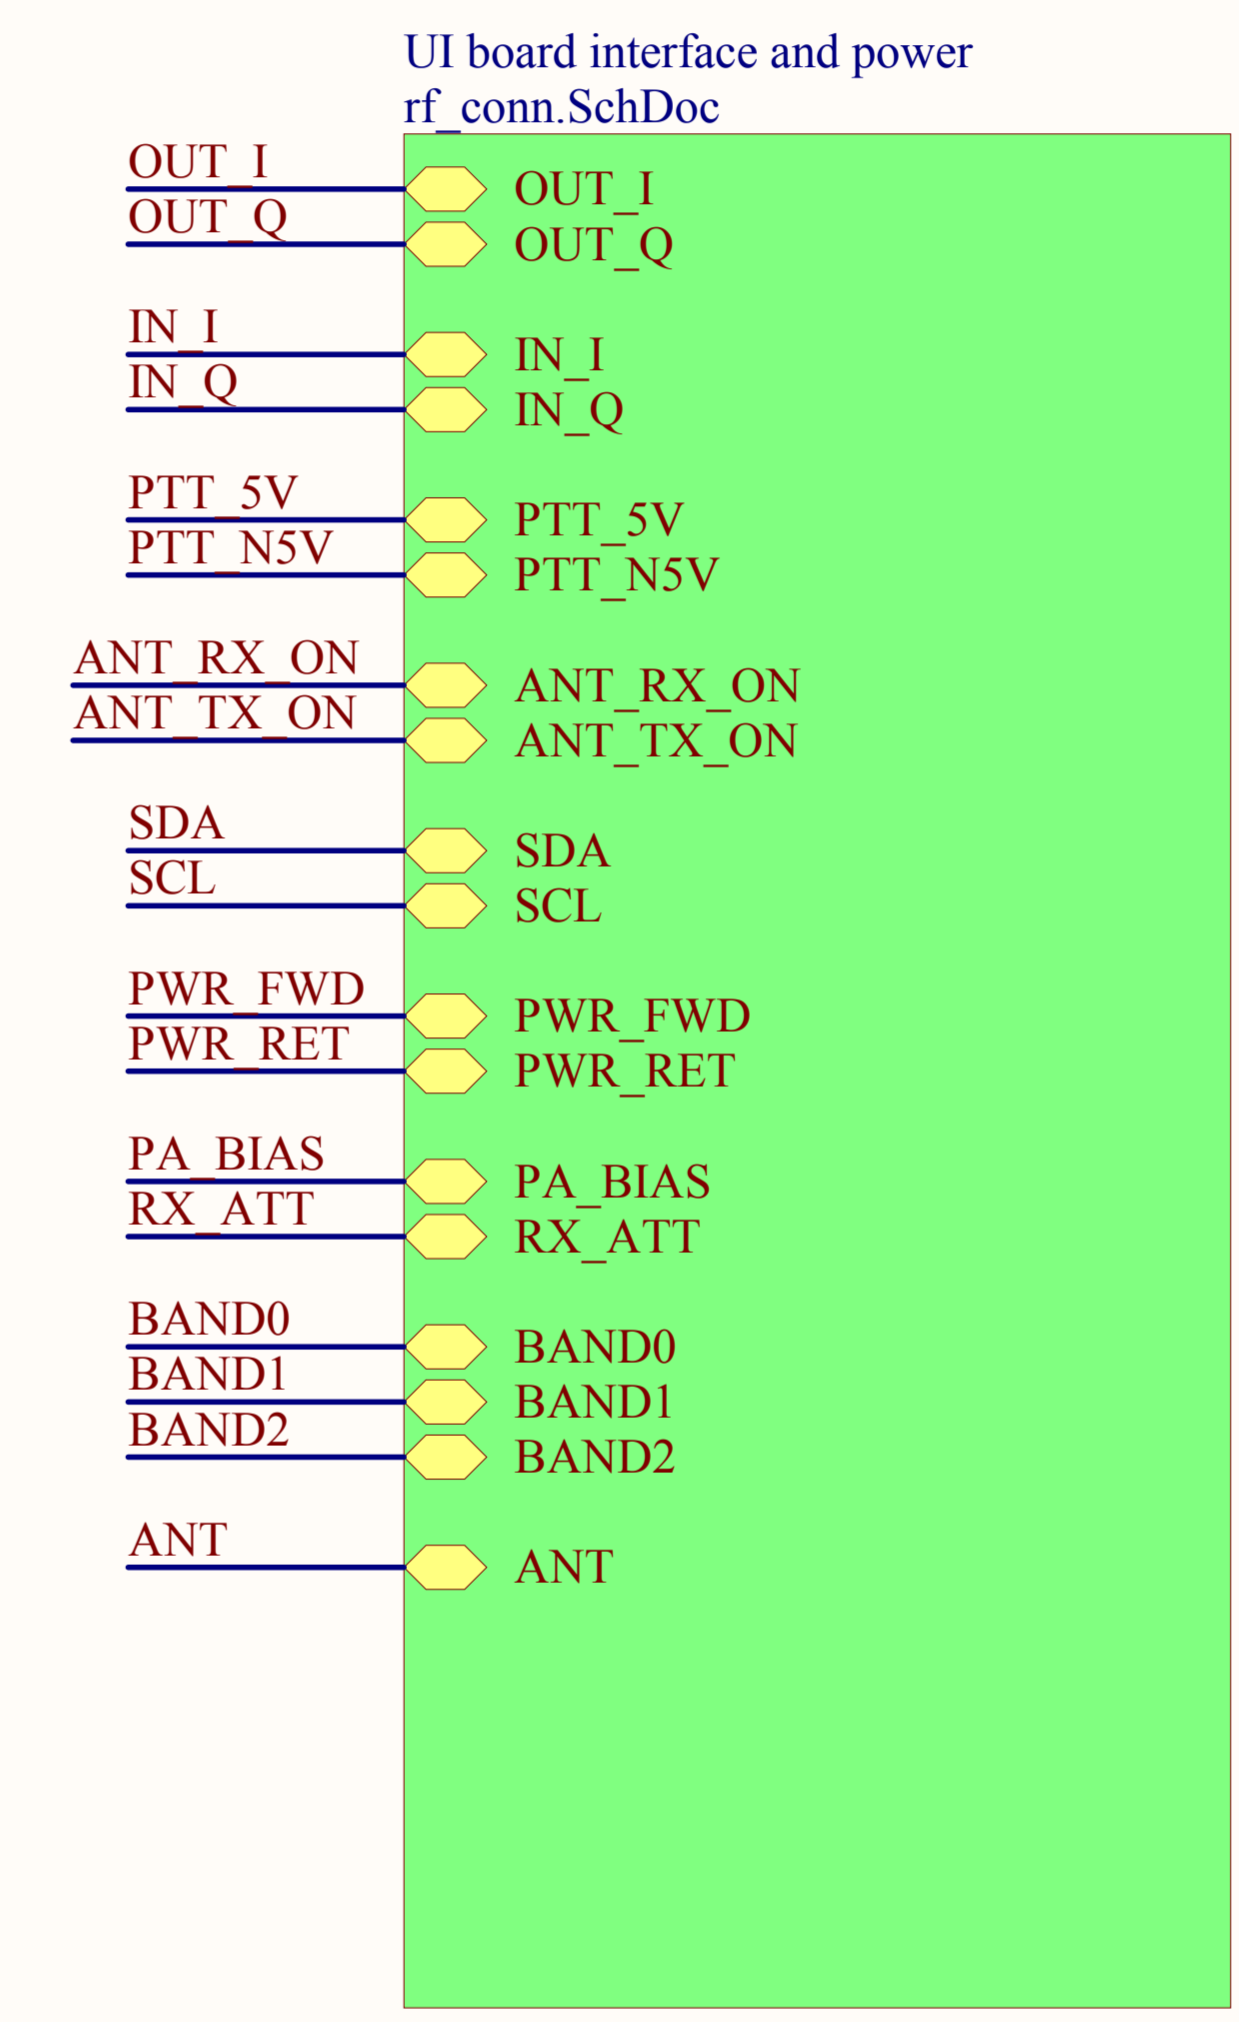 UI board interface and power
rf_conn.SchDoc
OUT_I
OUT_I
OUT_Q
OUT_Q
IN_I
IN_I
IN_Q
IN_Q
PTT_5V
PTT_5V
PTT_N5V
PTT_N5V
ANT_RX_ON
ANT_RX_ON
ANT_TX_ON
ANT_TX_ON
SDA
SDA
SCL
SCL
PWR_FWD
PWR_FWD
PWR_RET
PWR_RET
PA_BIAS
PA_BIAS
RX_ATT
RX_ATT
BAND0
BAND0
BAND1
BAND1
BAND2
BAND2
ANT
ANT